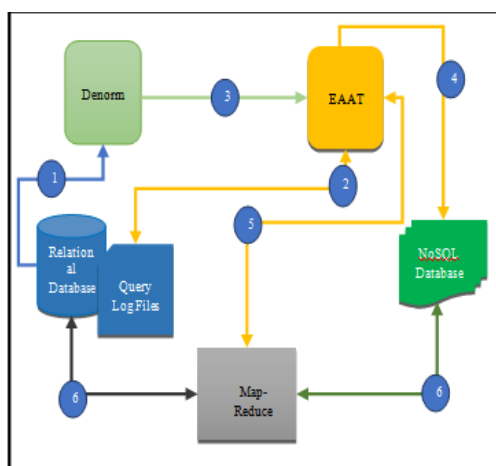 Denorm
3
EAAT
4
1
2
5
Relation
al
Database
Query
Log Files
NoSQL
Database
6
Map-
Reduce
6